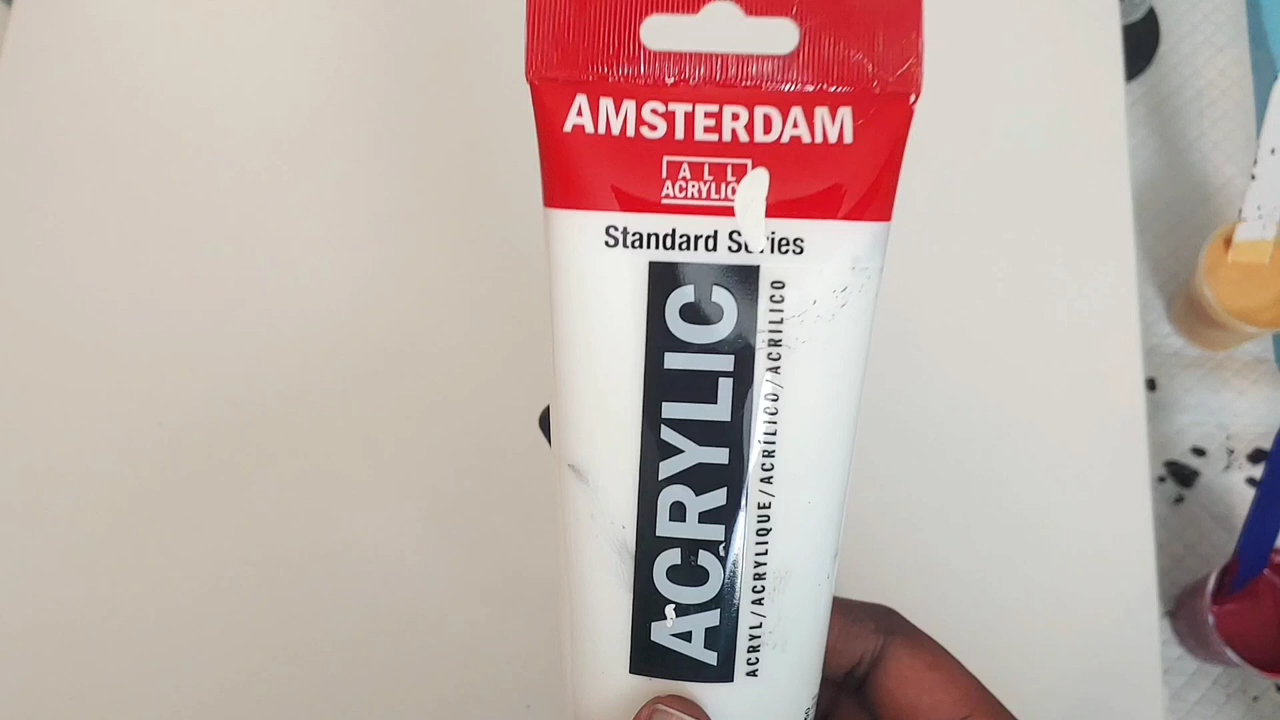 AMSTERDAM
ALL
ACRYLIC
Standard Series
ACRYLIC
ACRYL/ACRYLIQUE/ACRÍLICO/ACRILICO